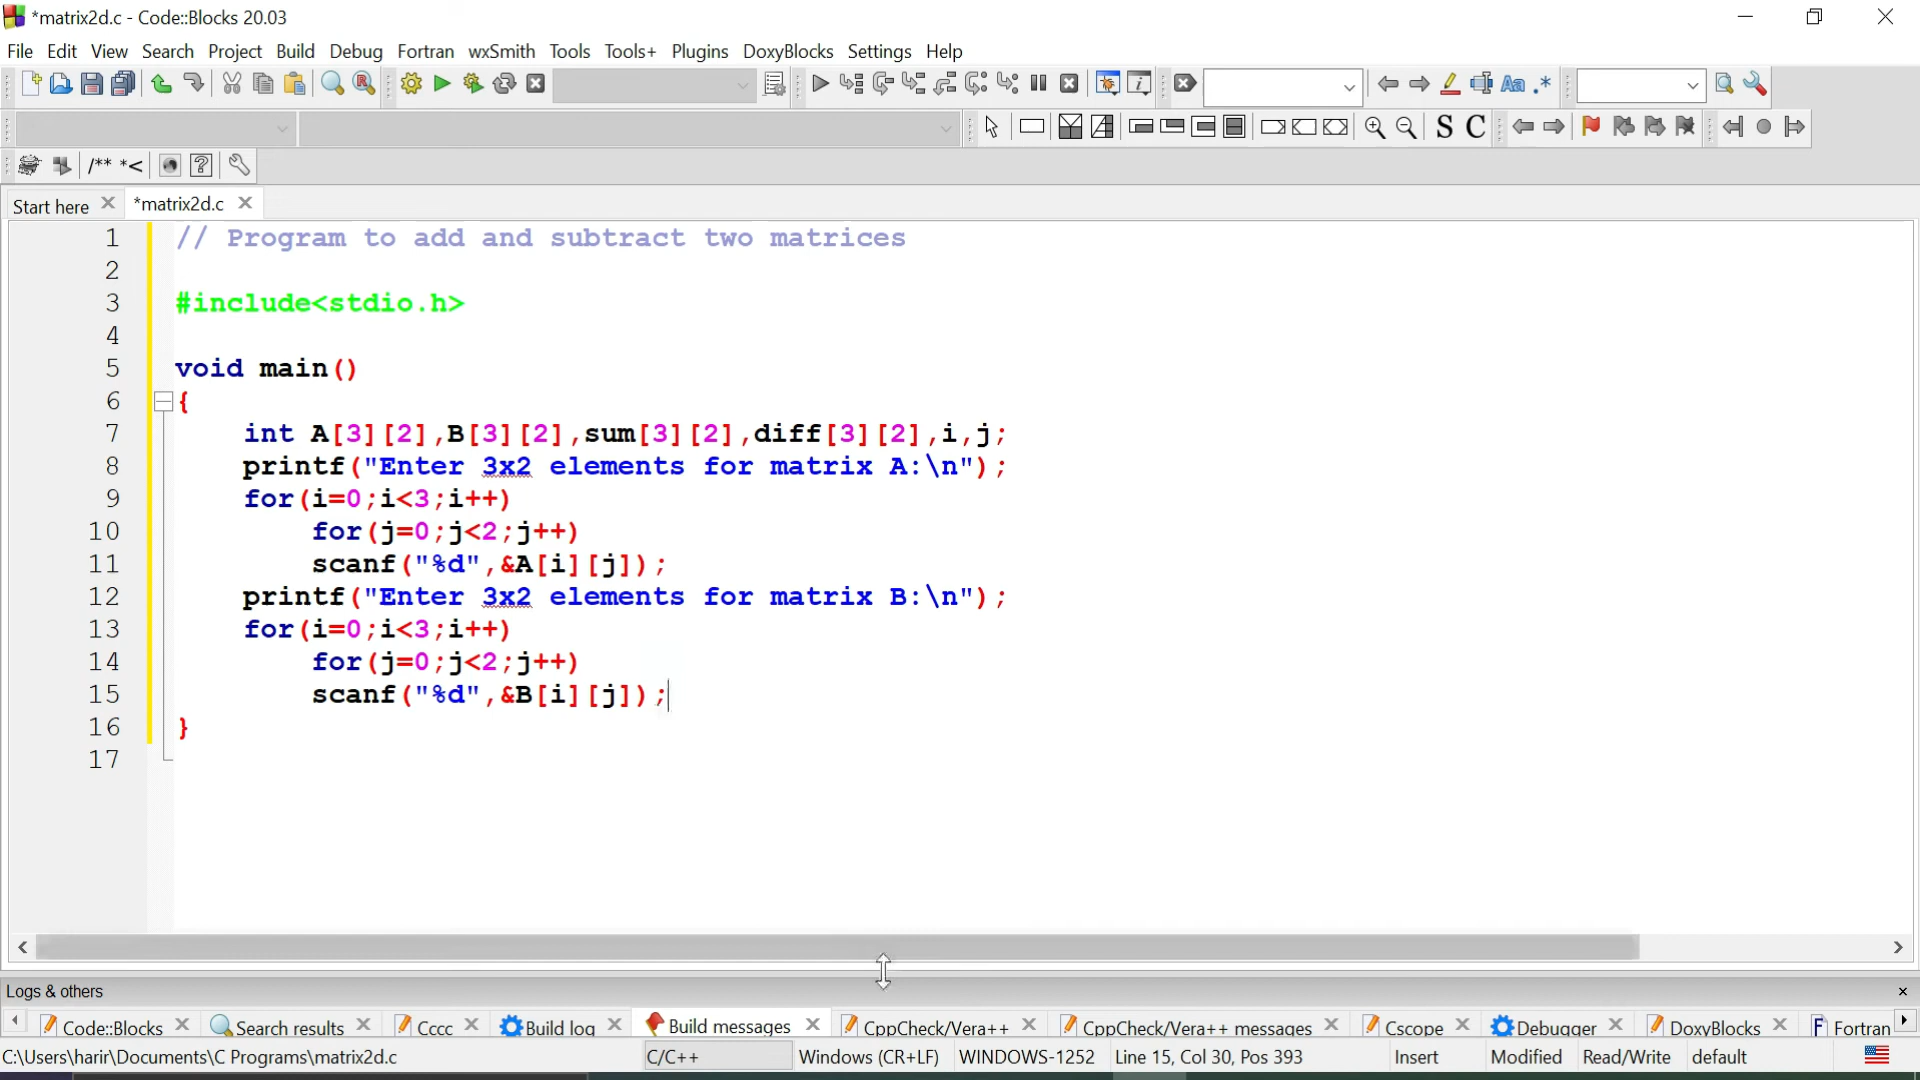 *matrix2d.c - Code::Blocks 20.03
File Edit View Search Project Build Debug Fortran wxSmith Tools Tools+ Plugins DoxyBlocks Settings Help
S C
/** *<
Start here *matrix2d.c
1 // Program to add and subtract two matrices
2
3 #include<stdio.h>
4
5 void main()
6 {
7 int A[3][2],B[3][2],sum[3][2],diff[3][2],i,j;
8 printf("Enter 3x2 elements for matrix A:\n");
9 for(i=0;i<3;i++)
10 for(j=0;j<2;j++)
11 scanf("%d",&A[i][j]);
12 printf("Enter 3x2 elements for matrix B:\n");
13 for(i=0;i<3;i++)
14 for(j=0;j<2;j++)
15 scanf("%d",&B[i][j]);
16 }
17
Logs & others
Code::Blocks Search results Cccc Build log Build messages CppCheck/Vera++ CppCheck/Vera++ messages Cscope Debugger DoxyBlocks Fortran
C:\Users\harir\Documents\C Programs\matrix2d.c C/C++ Windows (CR+LF) WINDOWS-1252 Line 15, Col 30, Pos 393 Insert Modified Read/Write default